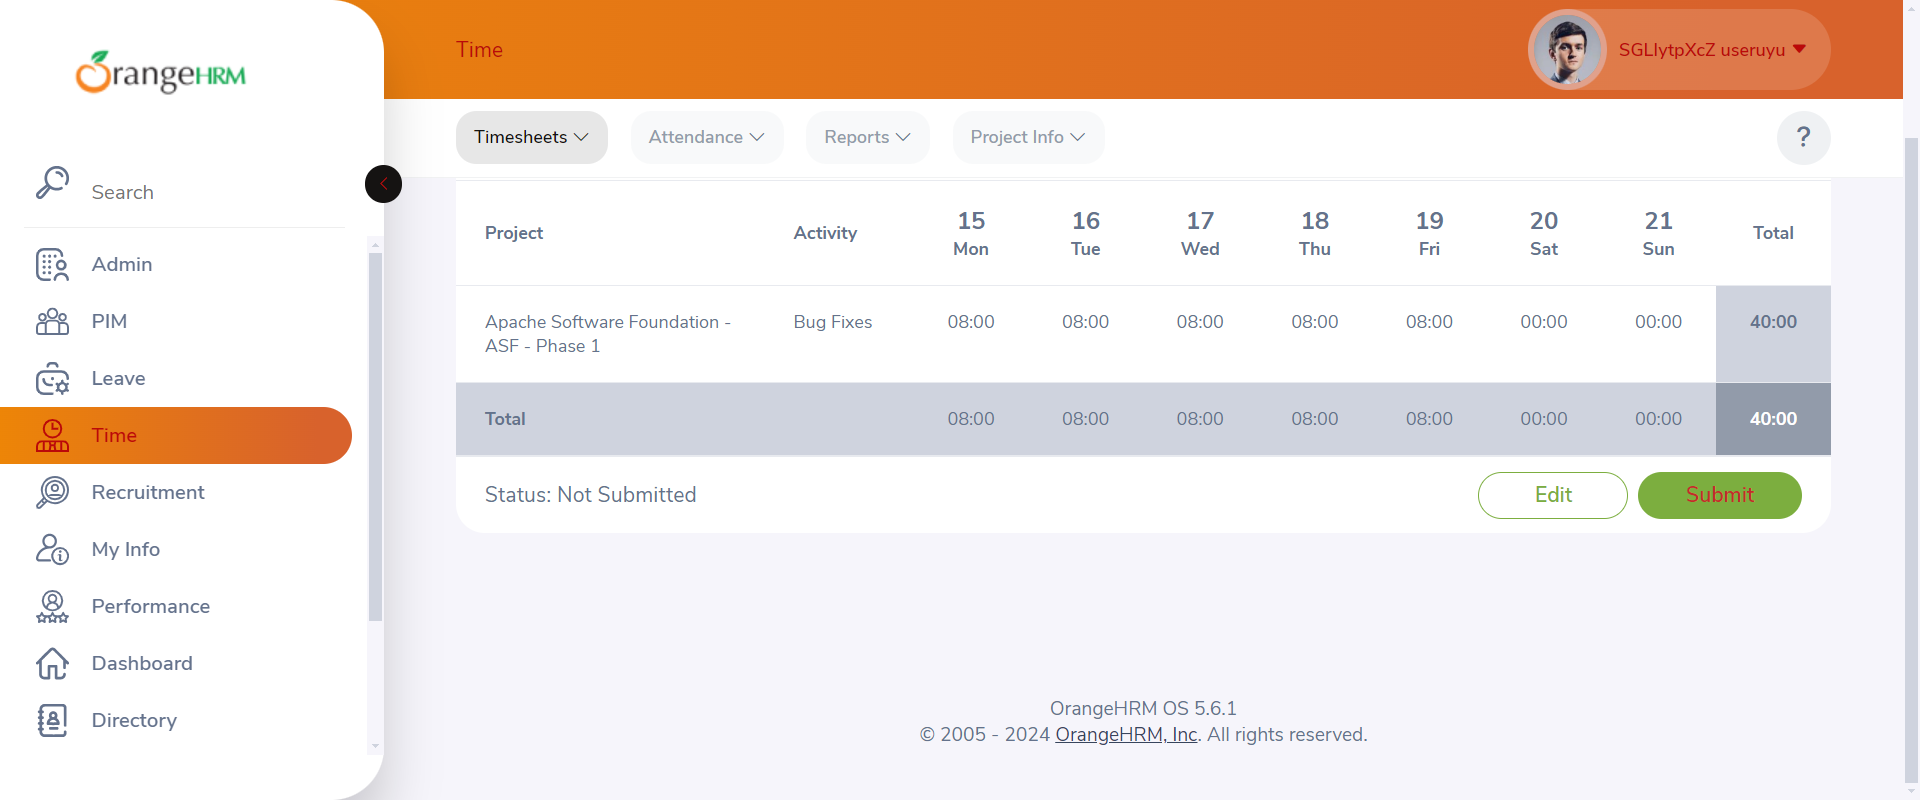 OrangeHRM
Time
SGLlytpXcZ useruyu
Timesheets
Attendance
Reports
Project Info
?
Search
Admin
PIM
Leave
Time
Recruitment
My Info
Performance
Dashboard
Directory
Project Activity 15 Mon 16 Tue 17 Wed 18 Thu 19 Fri 20 Sat 21 Sun Total
Apache Software Foundation - Bug Fixes 08:00 08:00 08:00 08:00 08:00 00:00 00:00 40:00
ASF - Phase 1
Total 08:00 08:00 08:00 08:00 08:00 00:00 00:00 40:00
Status: Not Submitted
Edit
Submit
OrangeHRM OS 5.6.1
© 2005 - 2024 OrangeHRM, Inc. All rights reserved.